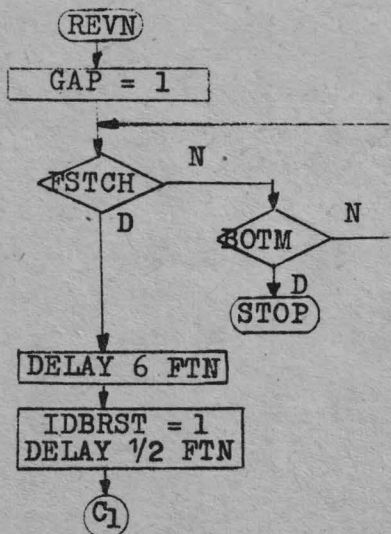 REVN
GAP = 1
N
FSTCH
D
N
BOTM
D
STOP
DELAY 6 FTN
IDBRST = 1
DELAY 1/2 FTN
C1